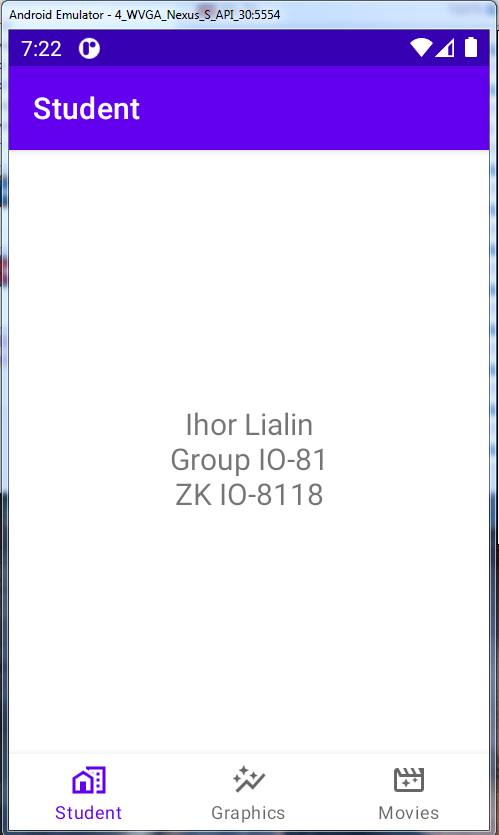 Android Emulator - 4_WVGA_Nexus_S_API_30:5554
7:22
Student
Ihor Lialin
Group IO-81
ZK IO-8118
Student Graphics Movies